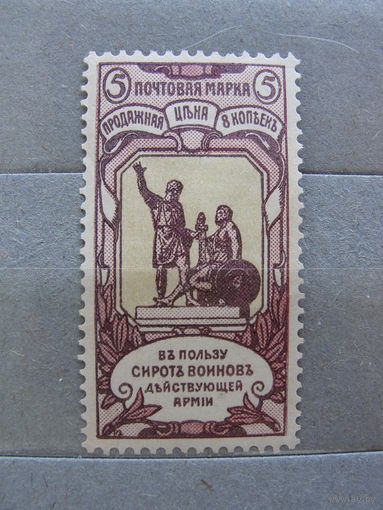 5 ПОЧТОВАЯ МАРКА 5
ПРОДАЖНАЯ ЦѢНА 8 КОПѢЕКЪ
ВЪ ПОЛЬЗУ
СИРОТЪ ВОИНОВЪ
ДѢЙСТВУЮЩЕЙ
АРМІИ